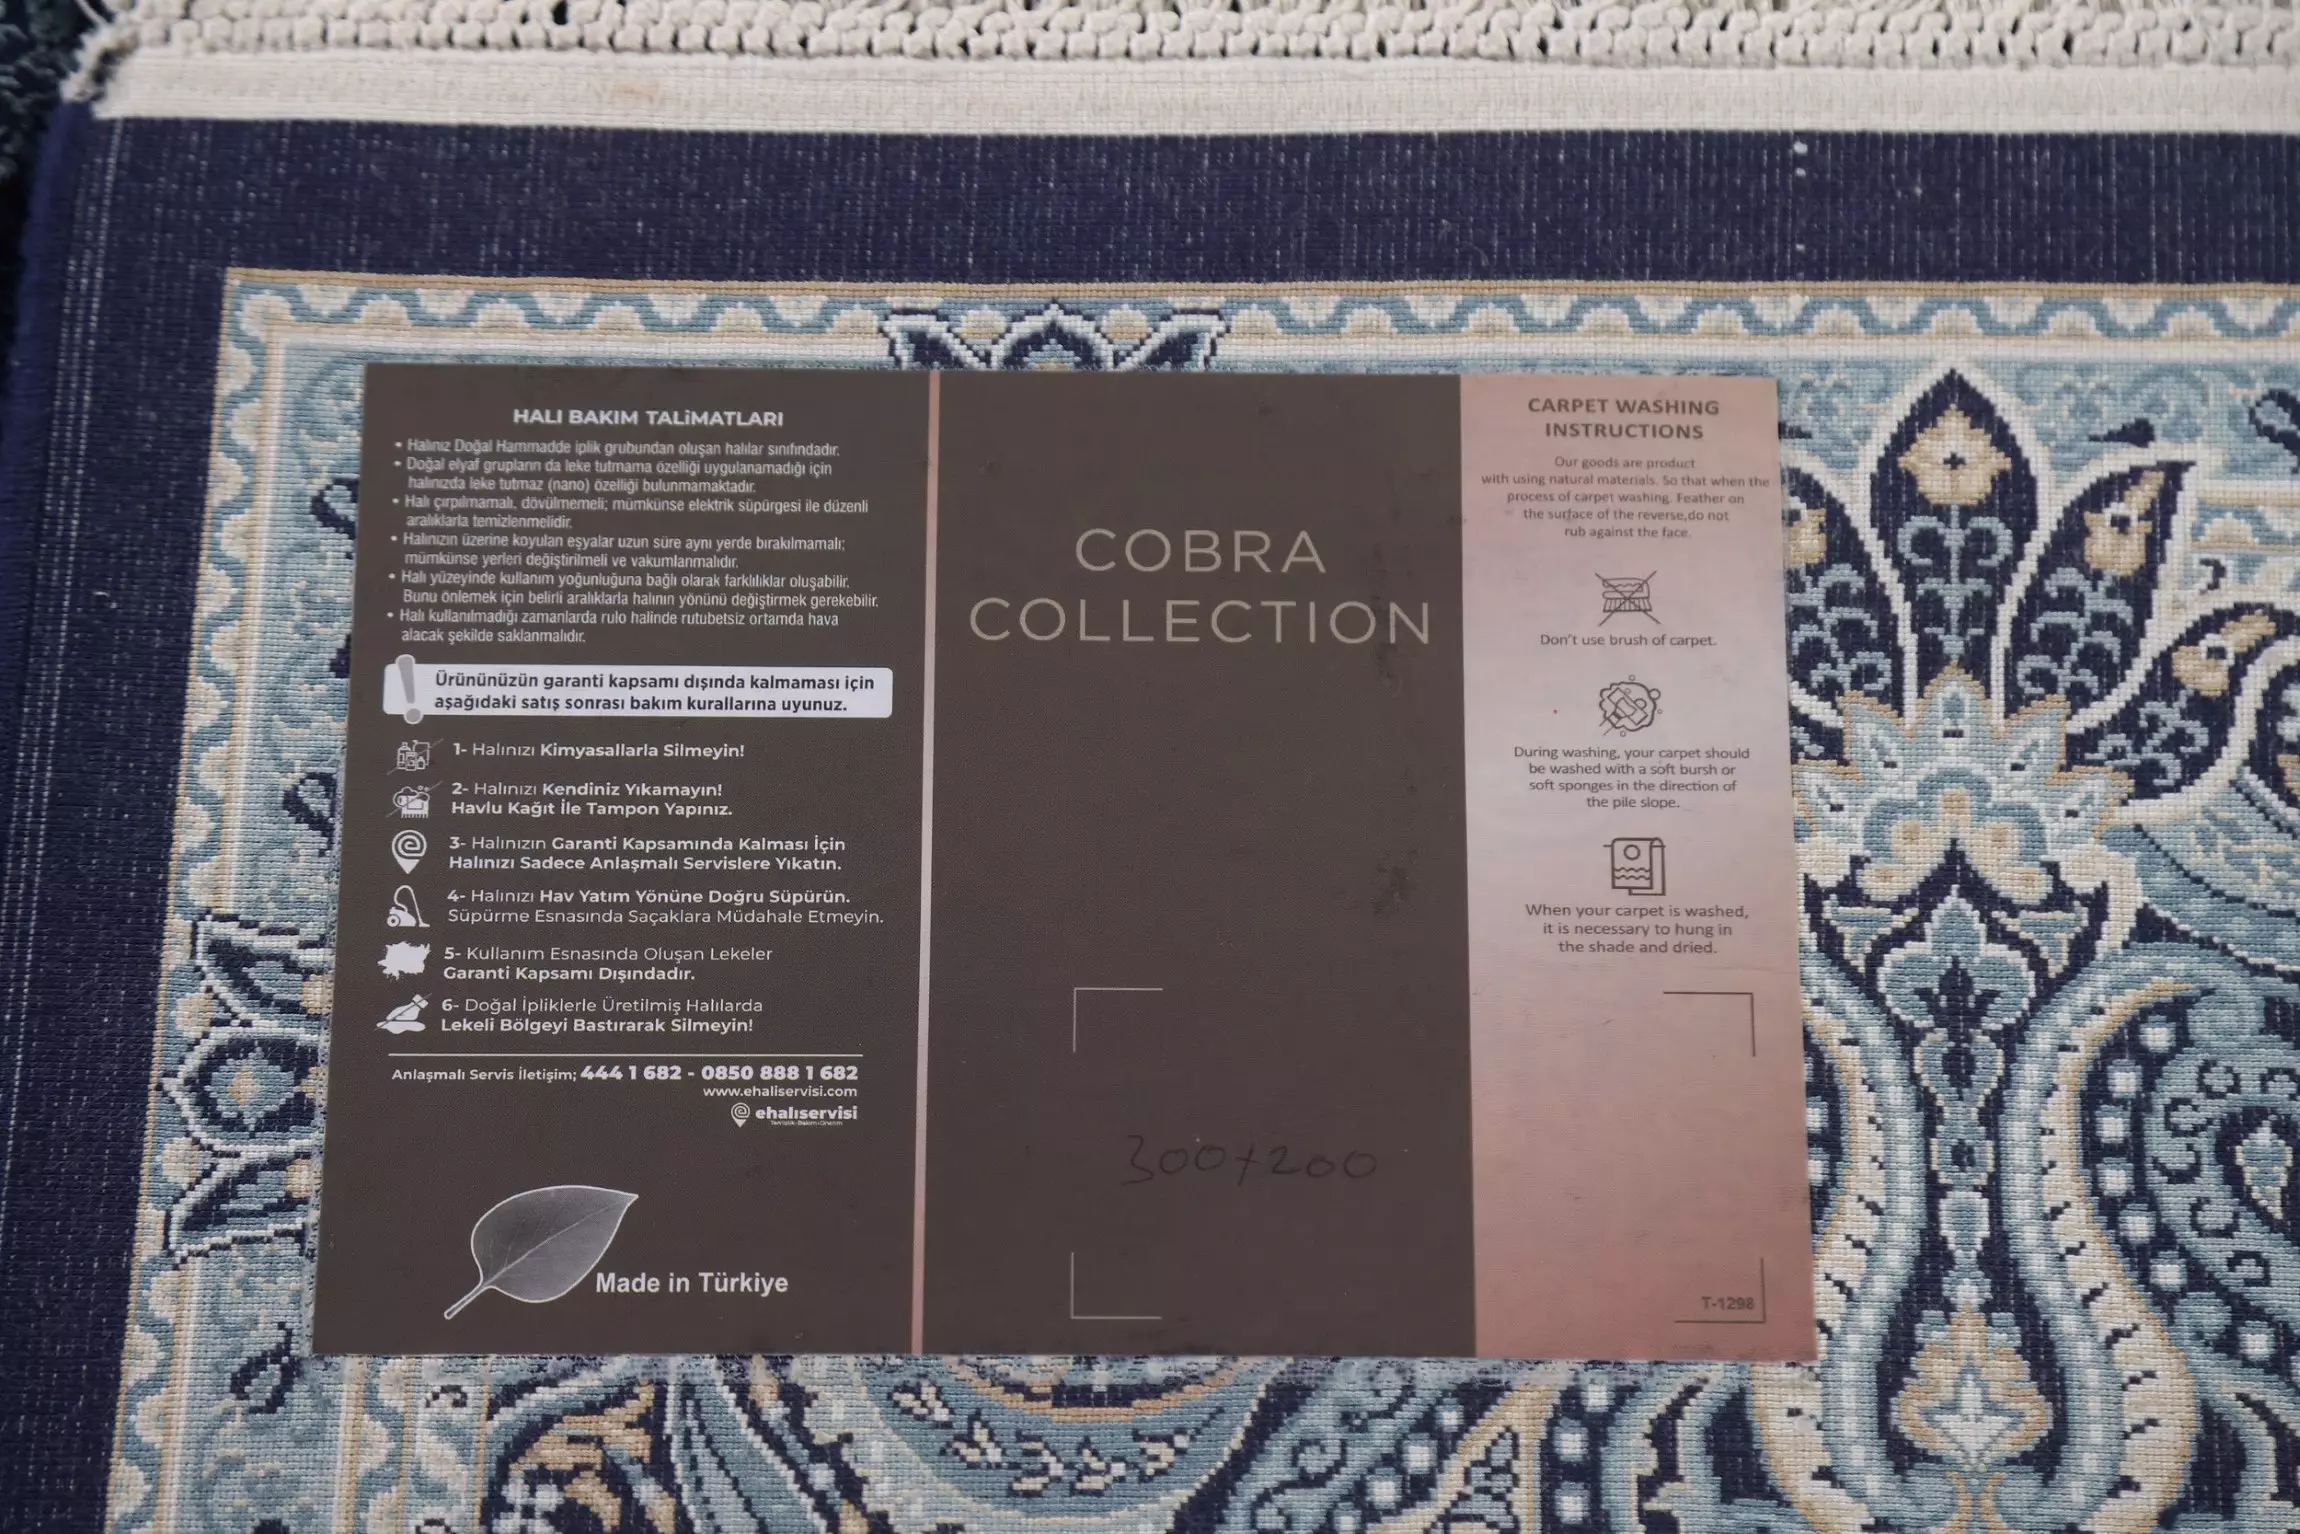 HALI BAKIM TALİMATLARI
• Halınız Doğal Hammadde iplik grubundan oluşan halılar sınıfındadır.
• Doğal elyaf grupların da leke tutmama özelliği uygulanamadığı için
halınızda leke tutmaz (nano) özelliği bulunmamaktadır.
• Halı çırpılmamalı, dövülmemeli; mümkünse elektrik süpürgesi ile düzenli
aralıklarla temizlenmelidir.
• Halınızın üzerine koyulan eşyalar uzun süre aynı yerde bırakılmamalı;
mümkünse yerleri değiştirilmeli ve vakumlanmalıdır.
• Halı yüzeyinde kullanım yoğunluğuna bağlı olarak farklılıklar oluşabilir.
Bunu önlemek için belirli aralıklarla halının yönünü değiştirmek gerekebilir.
• Halı kullanılmadığı zamanlarda rulo halinde rutubetsiz ortamda hava
alacak şekilde saklanmalıdır.
Ürününüzün garanti kapsamı dışında kalmaması için
aşağıdaki satış sonrası bakım kurallarına uyunuz.
1- Halınızı Kimyasallarla Silmeyin!
2- Halınızı Kendiniz Yıkamayın!
Havlu Kağıt İle Tampon Yapınız.
3- Halınızın Garanti Kapsamında Kalması İçin
Halınızı Sadece Anlaşmalı Servislere Yıkatın.
4- Halınızı Hav Yatım Yönüne Doğru Süpürün.
Süpürme Esnasında Saçaklara Müdahale Etmeyin.
5- Kullanım Esnasında Oluşan Lekeler
Garanti Kapsamı Dışındadır.
6- Doğal İpliklerle Üretilmiş Halılarda
Lekeli Bölgeyi Bastırarak Silmeyin!
Anlaşmalı Servis İletişim; 444 1 682 - 0850 888 1 682
www.ehaliservisi.com
ehalıservisi
Temizlik-Bakım-Onarım
Made in Türkiye
COBRA
COLLECTION
300x200
CARPET WASHING
INSTRUCTIONS
Our goods are product
with using natural materials. So that when the
process of carpet washing. Feather on
the surface of the reverse,do not
rub against the face.
Don't use brush of carpet.
During washing, your carpet should
be washed with a soft bursh or
soft sponges in the direction of
the pile slope.
When your carpet is washed,
it is necessary to hung in
the shade and dried.
T-1298